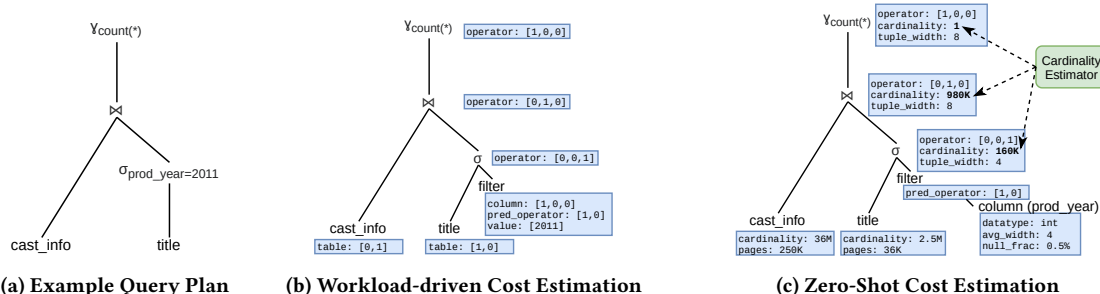 γcount(*)
⋈
σprod_year=2011
cast_info
title
(a) Example Query Plan
γcount(*)
operator: [1,0,0]
⋈
operator: [0,1,0]
σ
operator: [0,0,1]
filter
column: [1,0,0]
pred_operator: [1,0]
value: [2011]
cast_info
title
table: [0,1]
table: [1,0]
(b) Workload-driven Cost Estimation
γcount(*)
operator: [1,0,0]
cardinality: 1
tuple_width: 8
Cardinality
Estimator
⋈
operator: [0,1,0]
cardinality: 980K
tuple_width: 8
σ
operator: [0,0,1]
cardinality: 160K
tuple_width: 4
filter
pred_operator: [1,0]
column (prod_year)
datatype: int
avg_width: 4
null_frac: 0.5%
cast_info
title
cardinality: 36M
pages: 250K
cardinality: 2.5M
pages: 36K
(c) Zero-Shot Cost Estimation